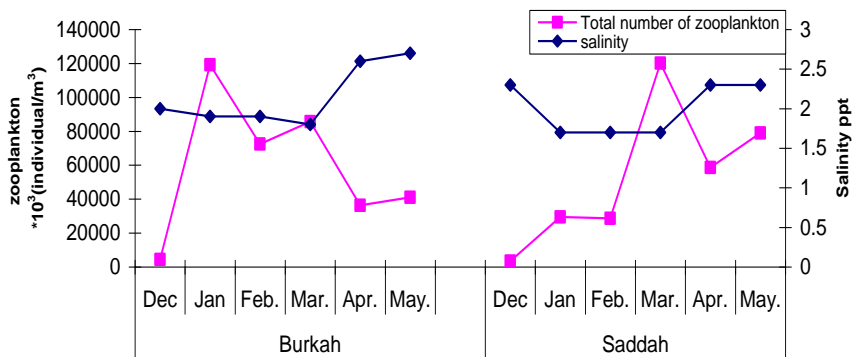 Total number of zooplankton
salinity
zooplankton
*10³(individual/m³)
140000
120000
100000
80000
60000
40000
20000
0
3
2.5
2
1.5
1
0.5
0
Salinity ppt
Dec Jan Feb. Mar. Apr. May. Dec Jan Feb. Mar. Apr. May.
Burkah Saddah